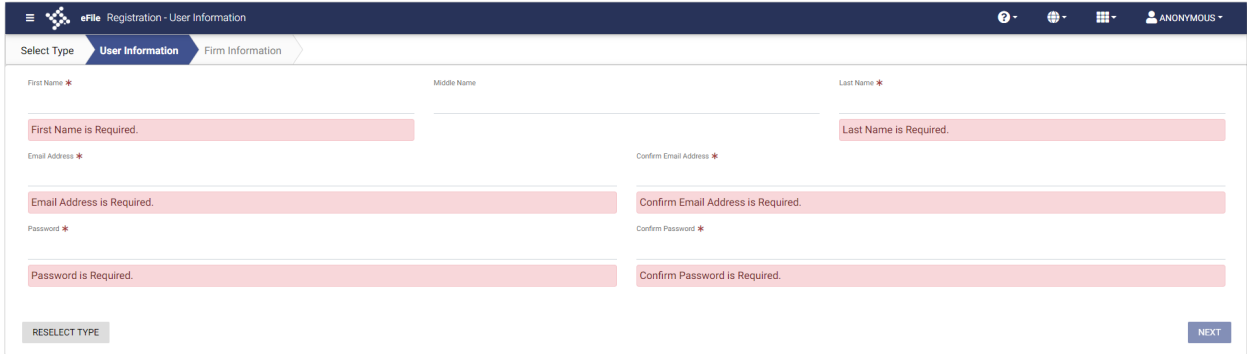 eFile Registration - User Information ANONYMOUS
Select Type User Information Firm Information
First Name * Middle Name Last Name *
First Name is Required. Last Name is Required.
Email Address * Confirm Email Address *
Email Address is Required. Confirm Email Address is Required.
Password * Confirm Password *
Password is Required. Confirm Password is Required.
RESELECT TYPE NEXT